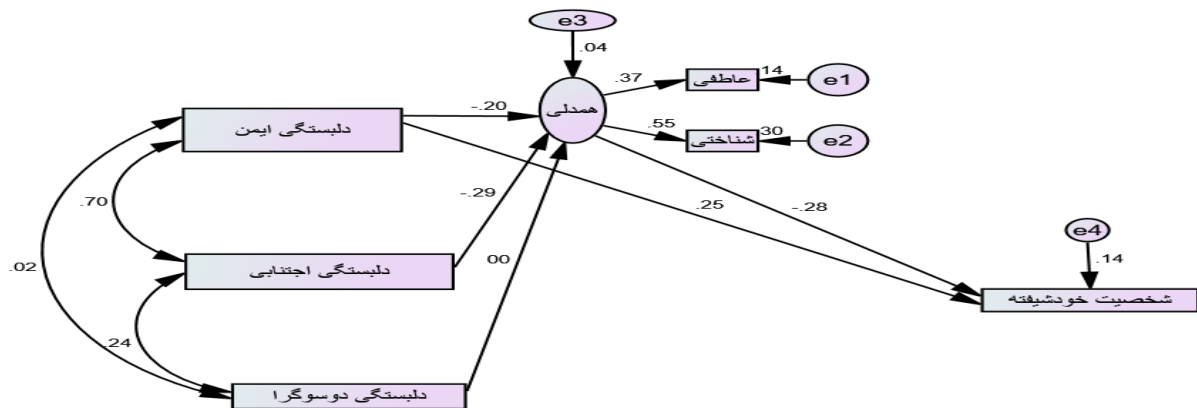 e3
.04
همدلی
.37
عاطفی
14
e1
.55
شناختی
30
e2
دلبستگی ایمن
-.20
.25
-.28
.70
-.29
.02
دلبستگی اجتنابی
00
e4
.14
شخصیت خودشیفته
.24
دلبستگی دوسوگرا